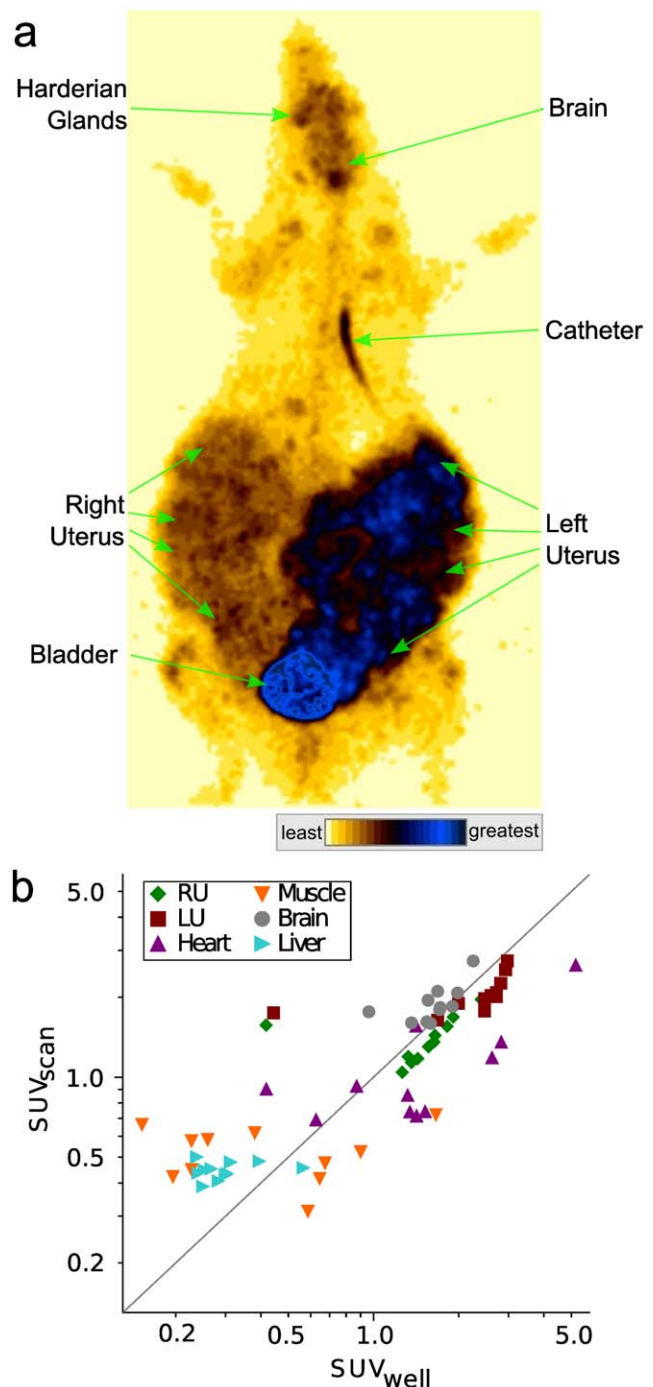 a
Harderian
Glands
Brain
Catheter
Right
Uterus
Left
Uterus
Bladder
least
greatest
b
RU
Muscle
LU
Brain
Heart
Liver
5.0
1.0
0.5
0.2
SUVscan
0.2
0.5
1.0
5.0
SUVwell